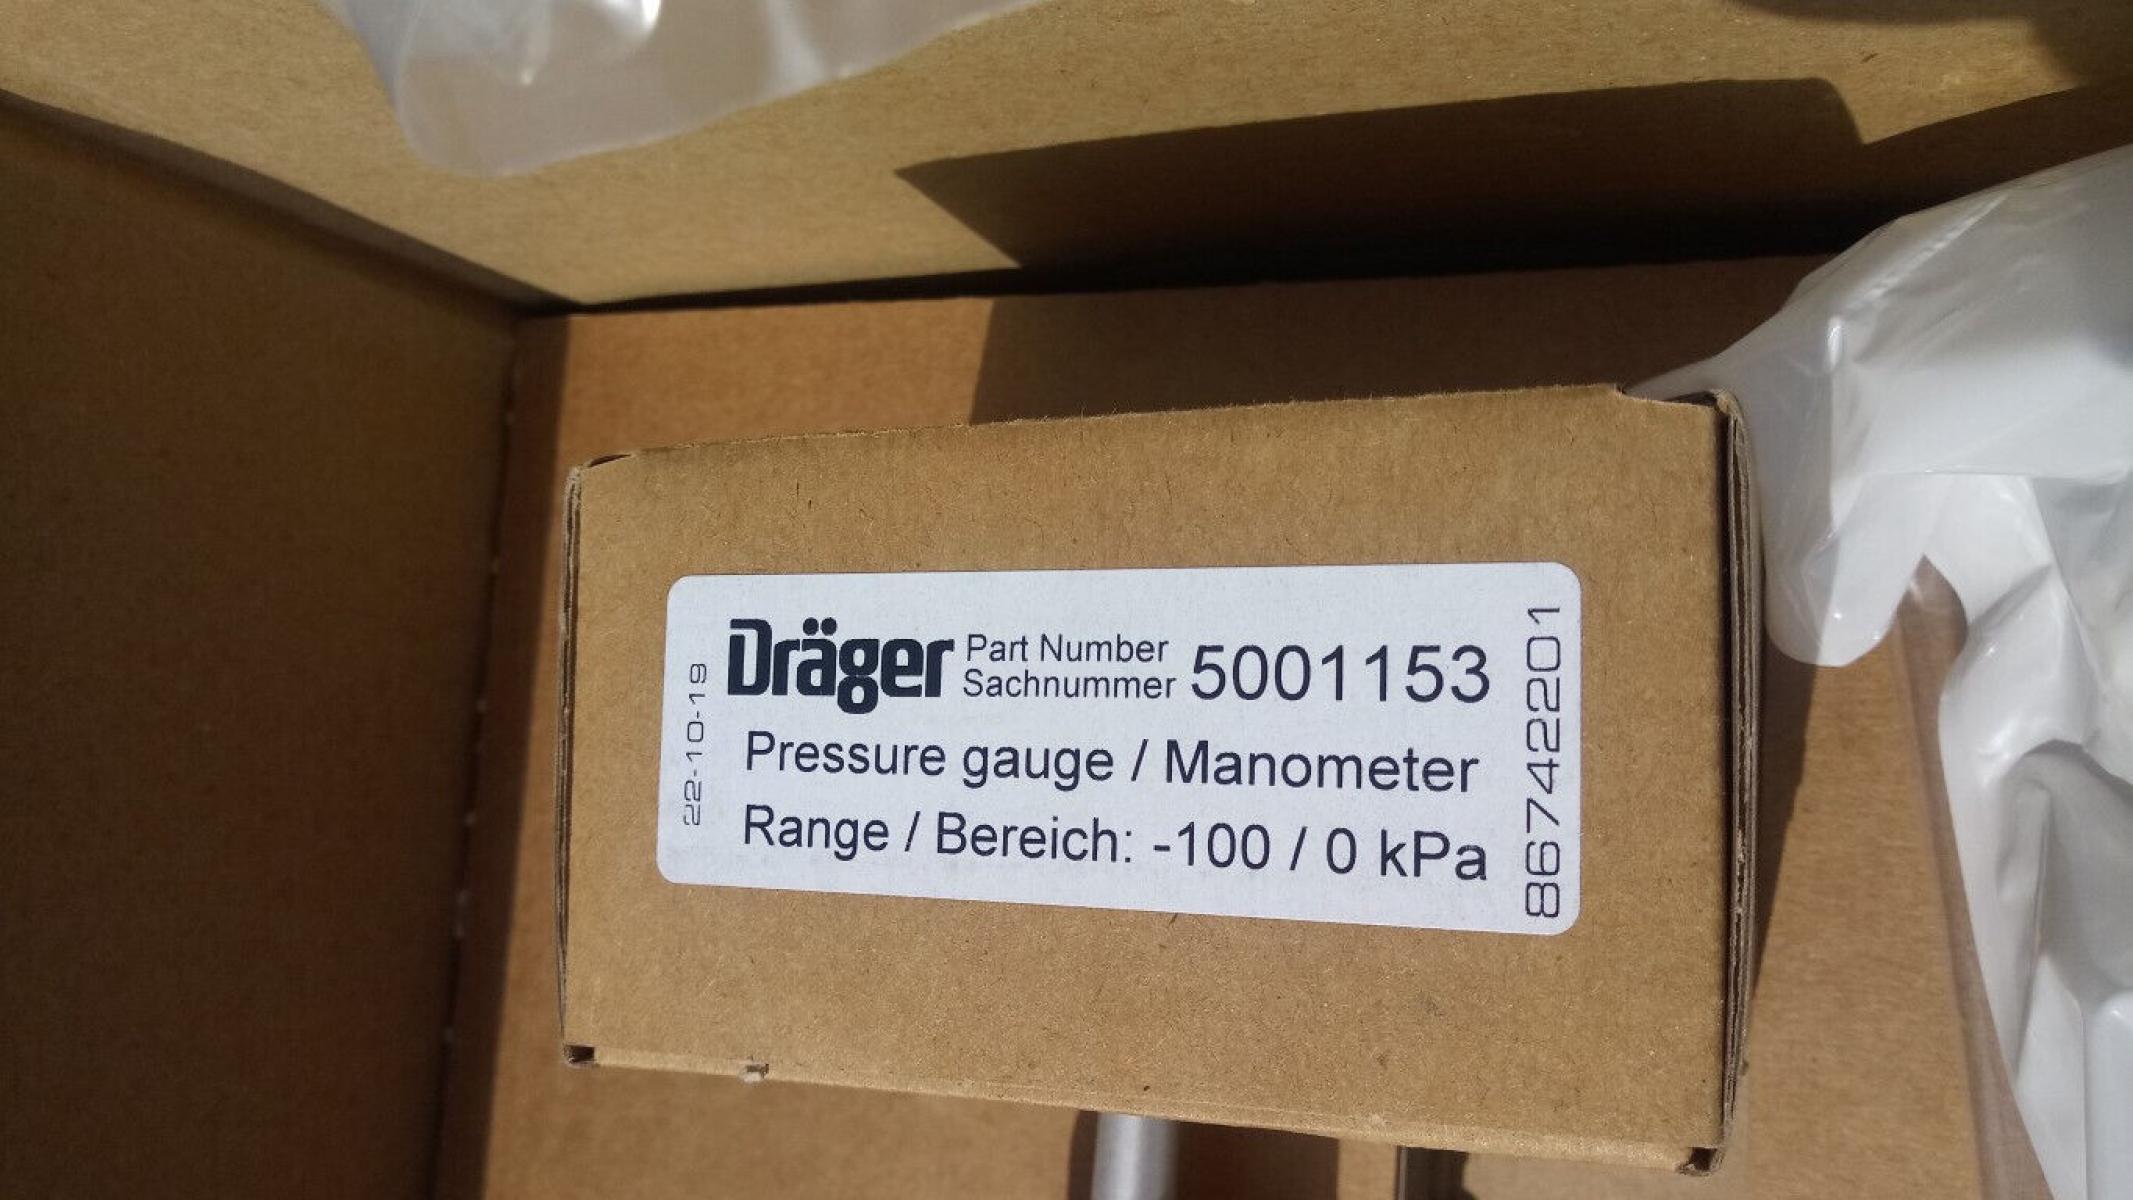 Dräger Part Number 5001153
Sachnummer
Pressure gauge / Manometer
Range / Bereich: -100 / 0 kPa
22-10-19
86742201